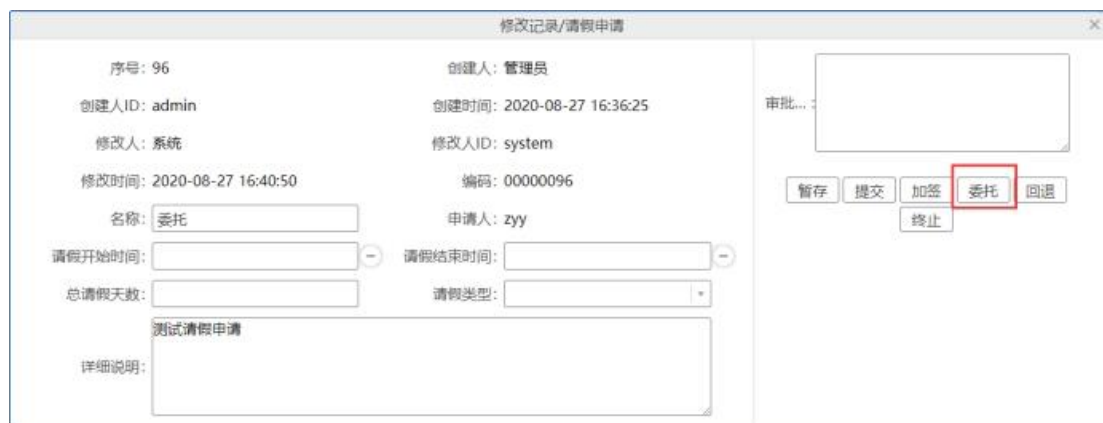 修改记录/请假申请
序号: 96 创建人: 管理员
创建人ID: admin 创建时间: 2020-08-27 16:36:25
审批...:
修改人: 系统 修改人ID: system
修改时间: 2020-08-27 16:40:50 编码: 00000096
暂存 提交 加签 委托 回退
名称: 委托 申请人: zyy
终止
请假开始时间: 请假结束时间:
总请假天数: 请假类型:
测试请假申请
详细说明: